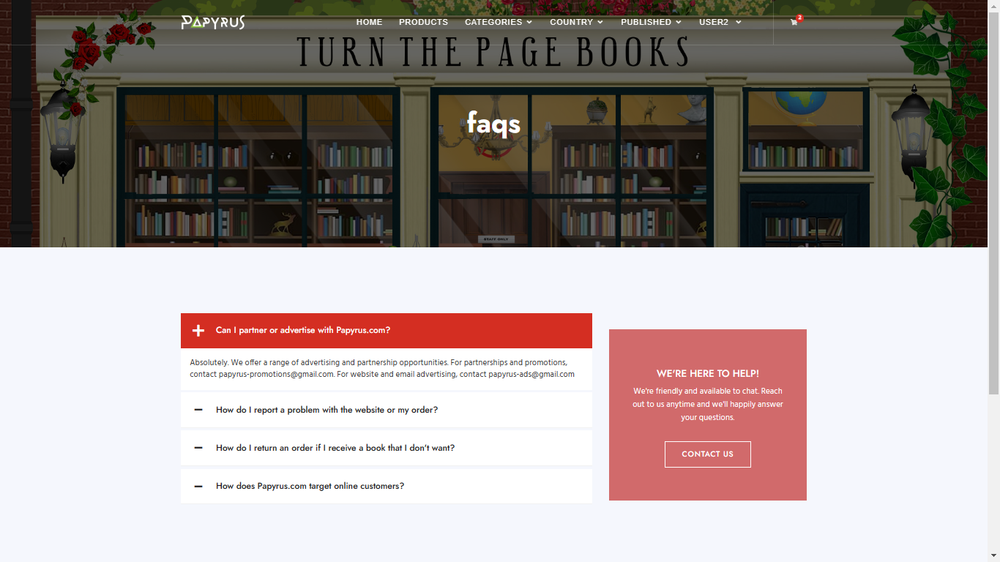 PAPYRUS
HOME PRODUCTS CATEGORIES COUNTRY PUBLISHED USER2 2
TURN THE PAGE BOOKS
faqs
STAFF ONLY
Can I partner or advertise with Papyrus.com?
Absolutely. We offer a range of advertising and partnership opportunities. For partnerships and promotions,
contact papyrus-promotions@gmail.com. For website and email advertising, contact papyrus-ads@gmail.com
How do I report a problem with the website or my order?
How do I return an order if I receive a book that I don't want?
How does Papyrus.com target online customers?
WE'RE HERE TO HELP!
We're friendly and available to chat. Reach
out to us anytime and we'll happily answer
your questions.
CONTACT US